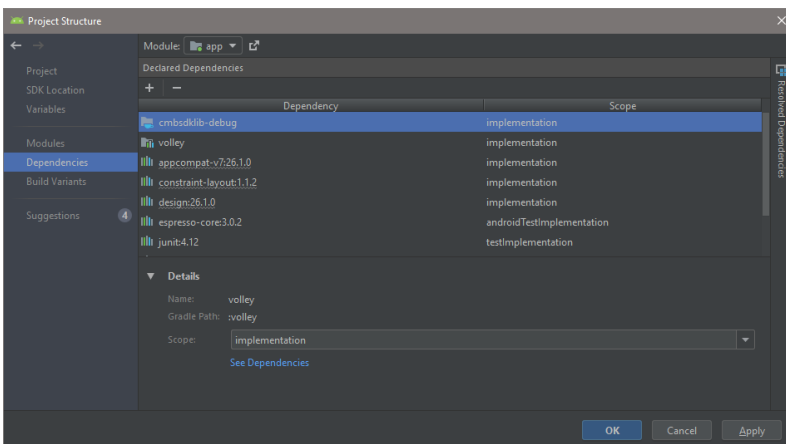 Project Structure
Module: app
Project
SDK Location
Variables
Modules
Dependencies
Build Variants
Suggestions 4
Declared Dependencies
Dependency Scope
cmbsdklib-debug implementation
volley implementation
appcompat-v7:26.1.0 implementation
constraint-layout:1.1.2 implementation
design:26.1.0 implementation
espresso-core:3.0.2 androidTestImplementation
junit:4.12 testImplementation
Details
Name: volley
Gradle Path: :volley
Scope: implementation
See Dependencies
Resolved Dependencies
OK Cancel Apply